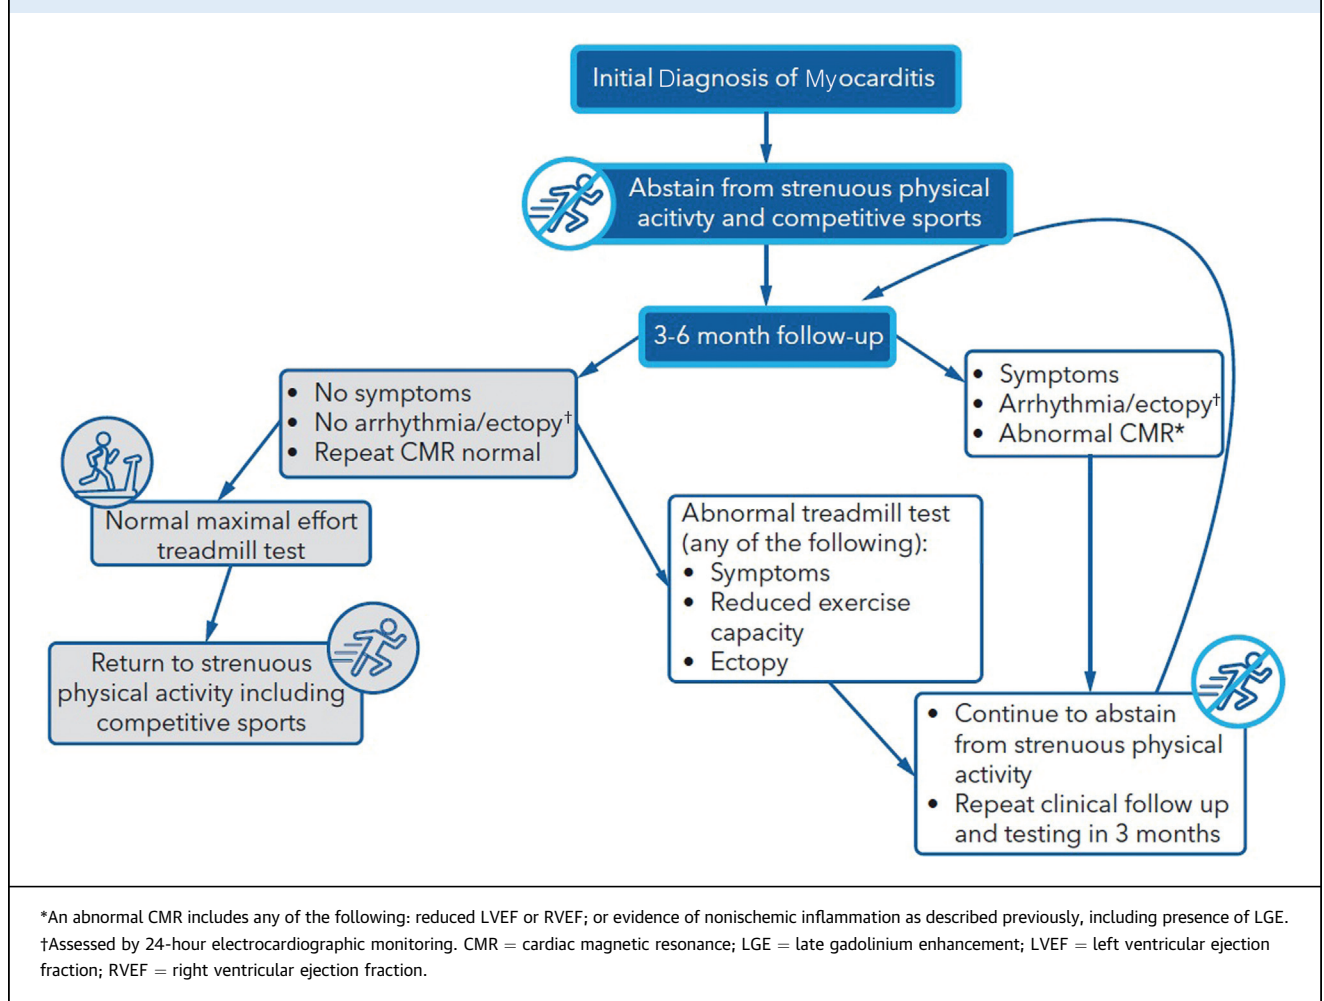 Initial Diagnosis of Myocarditis
Abstain from strenuous physical
acitivty and competitive sports
3-6 month follow-up
• No symptoms
• No arrhythmia/ectopy†
• Repeat CMR normal
• Symptoms
• Arrhythmia/ectopy†
• Abnormal CMR*
Normal maximal effort
treadmill test
Abnormal treadmill test
(any of the following):
• Symptoms
• Reduced exercise
capacity
• Ectopy
Return to strenuous
physical activity including
competitive sports
• Continue to abstain
from strenuous physical
activity
• Repeat clinical follow up
and testing in 3 months
*An abnormal CMR includes any of the following: reduced LVEF or RVEF; or evidence of nonischemic inflammation as described previously, including presence of LGE.
†Assessed by 24-hour electrocardiographic monitoring. CMR = cardiac magnetic resonance; LGE = late gadolinium enhancement; LVEF = left ventricular ejection
fraction; RVEF = right ventricular ejection fraction.